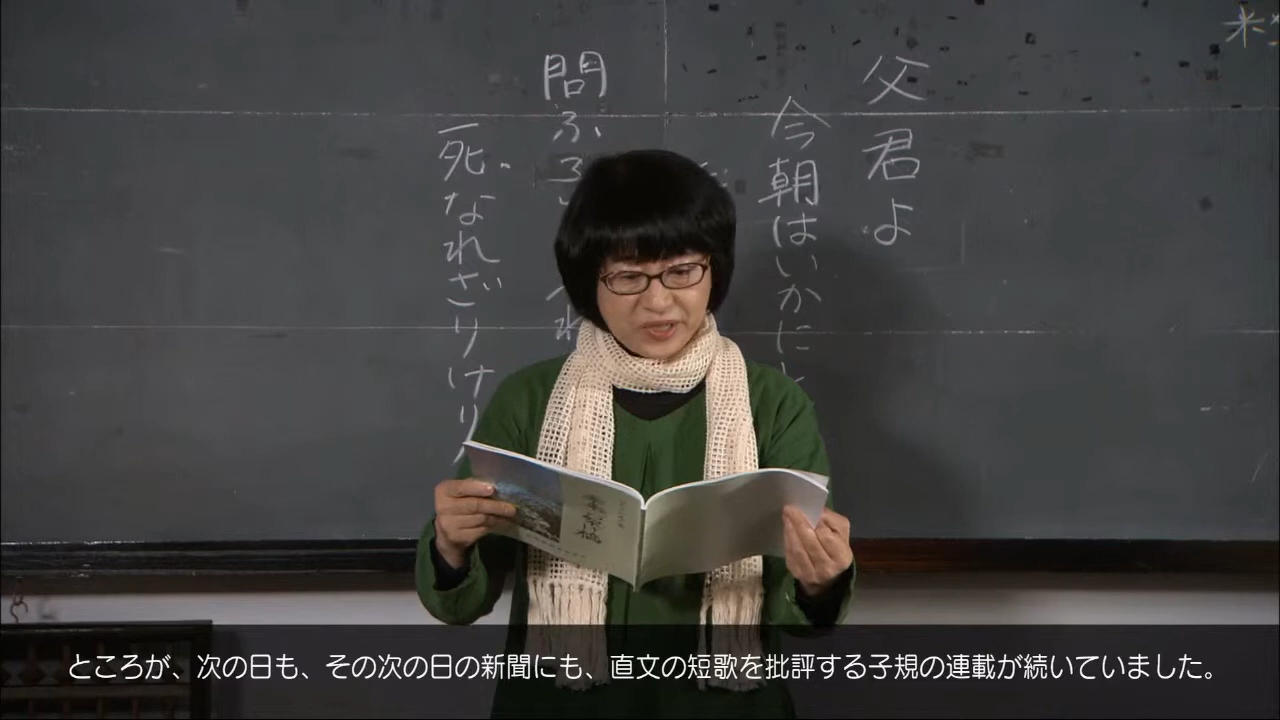 父君よ
今朝はいかにと
問ふ
死なれざりけり
ところが、次の日も、その次の日の新聞にも、直文の短歌を批評する子規の連載が続いていました。